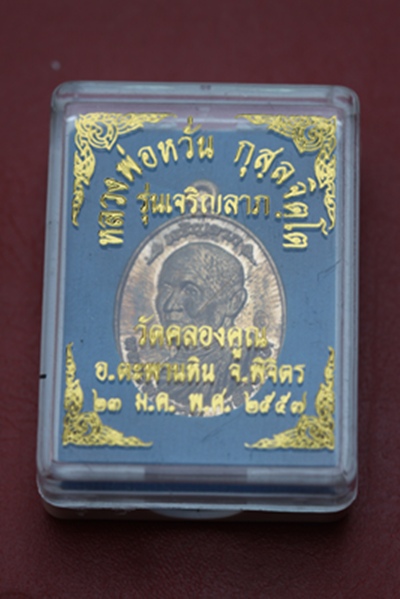 หลวงพ่อหวั่น กุสลจิตโต
รุ่นเจริญลาภ
วัดคลองคูณ
อ.ตะพานหิน จ.พิจิตร
๒๓ ม.ค. พ.ศ. ๒๕๕๗